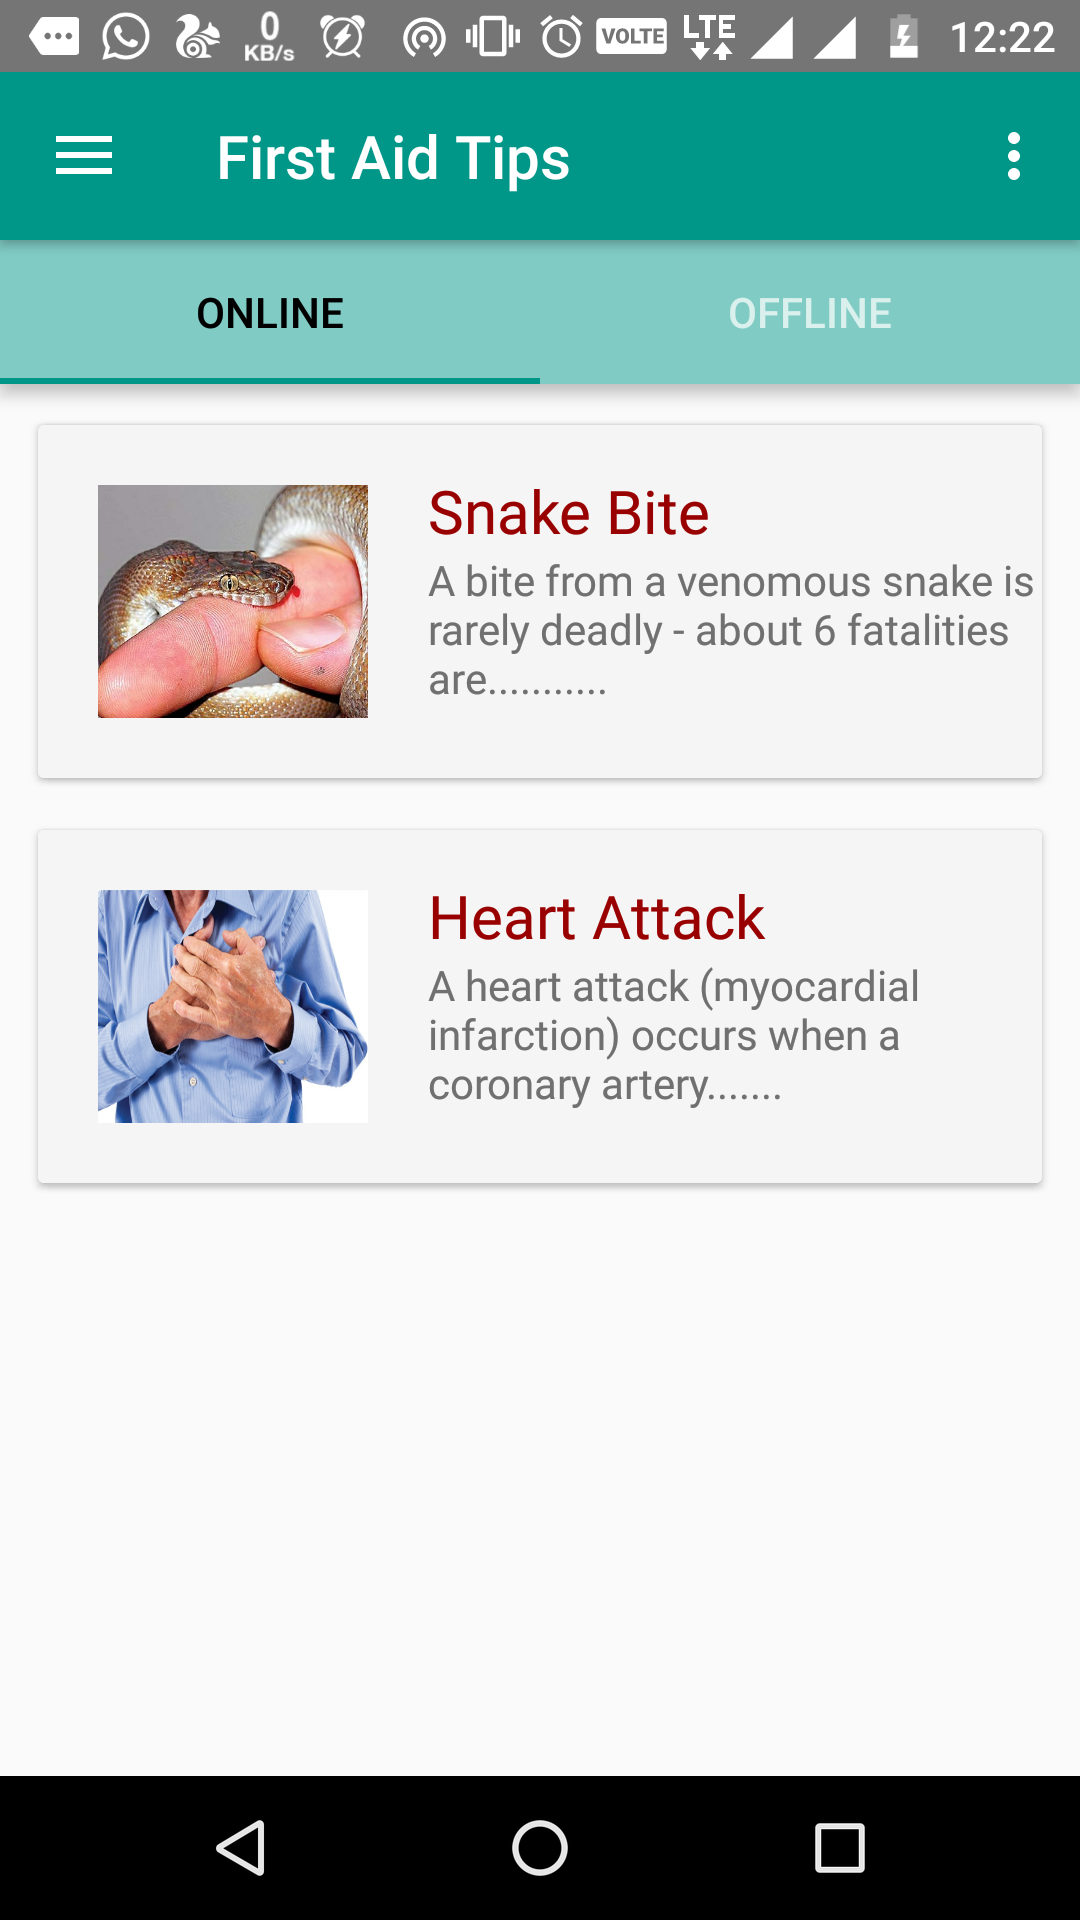 0
KB/s
VOLTE
LTE
12:22
First Aid Tips
ONLINE
OFFLINE
Snake Bite
A bite from a venomous snake is
rarely deadly - about 6 fatalities
are...........
Heart Attack
A heart attack (myocardial
infarction) occurs when a
coronary artery.......